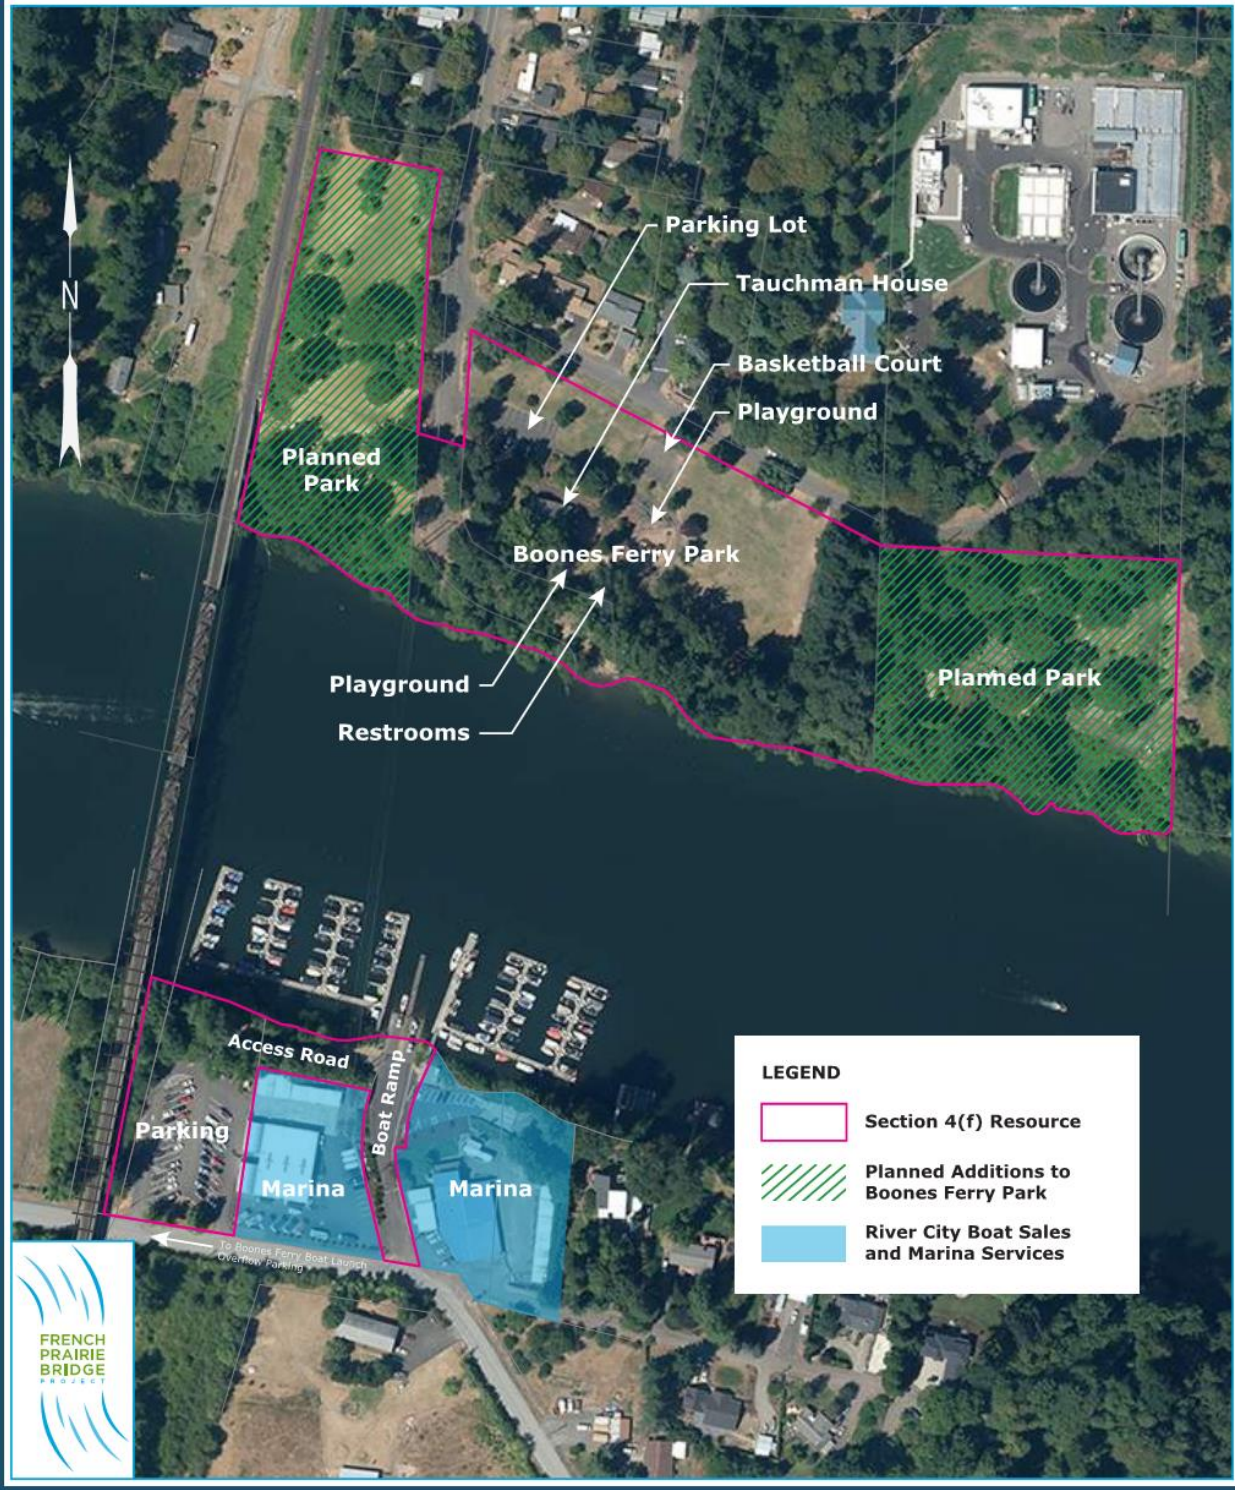 Parking Lot
Tauchman House
N
Basketball Court
Playground
Planned
Park
Boones Ferry Park
Planned Park
Playground
Restrooms
Access Road
Boat Ramp
Parking
Marina
Marina
To Boones Ferry Boat Launch
Overflow Parking
LEGEND
Section 4(f) Resource
Planned Additions to
Boones Ferry Park
River City Boat Sales
and Marina Services
FRENCH
PRAIRIE
BRIDGE
PROJECT